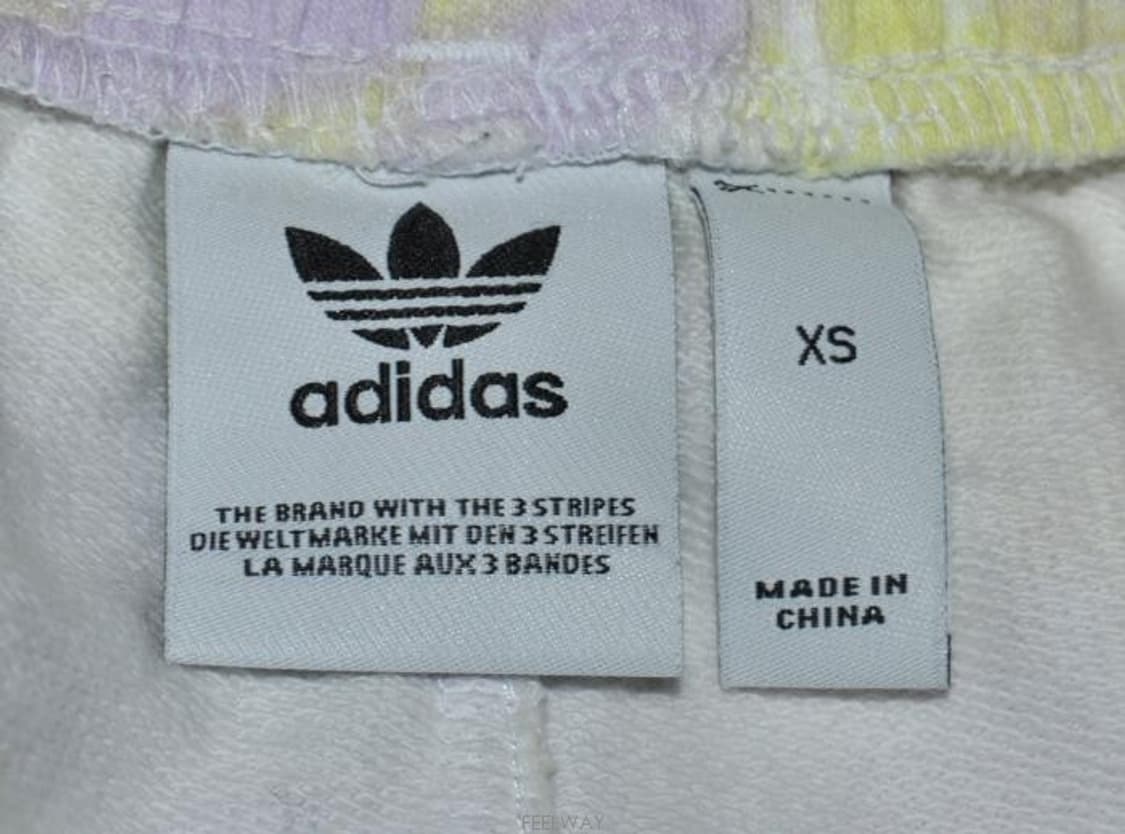 adidas
THE BRAND WITH THE 3 STRIPES
DIE WELTMARKE MIT DEN 3 STREIFEN
LA MARQUE AUX 3 BANDES
XS
MADE IN
CHINA
FEELWAY